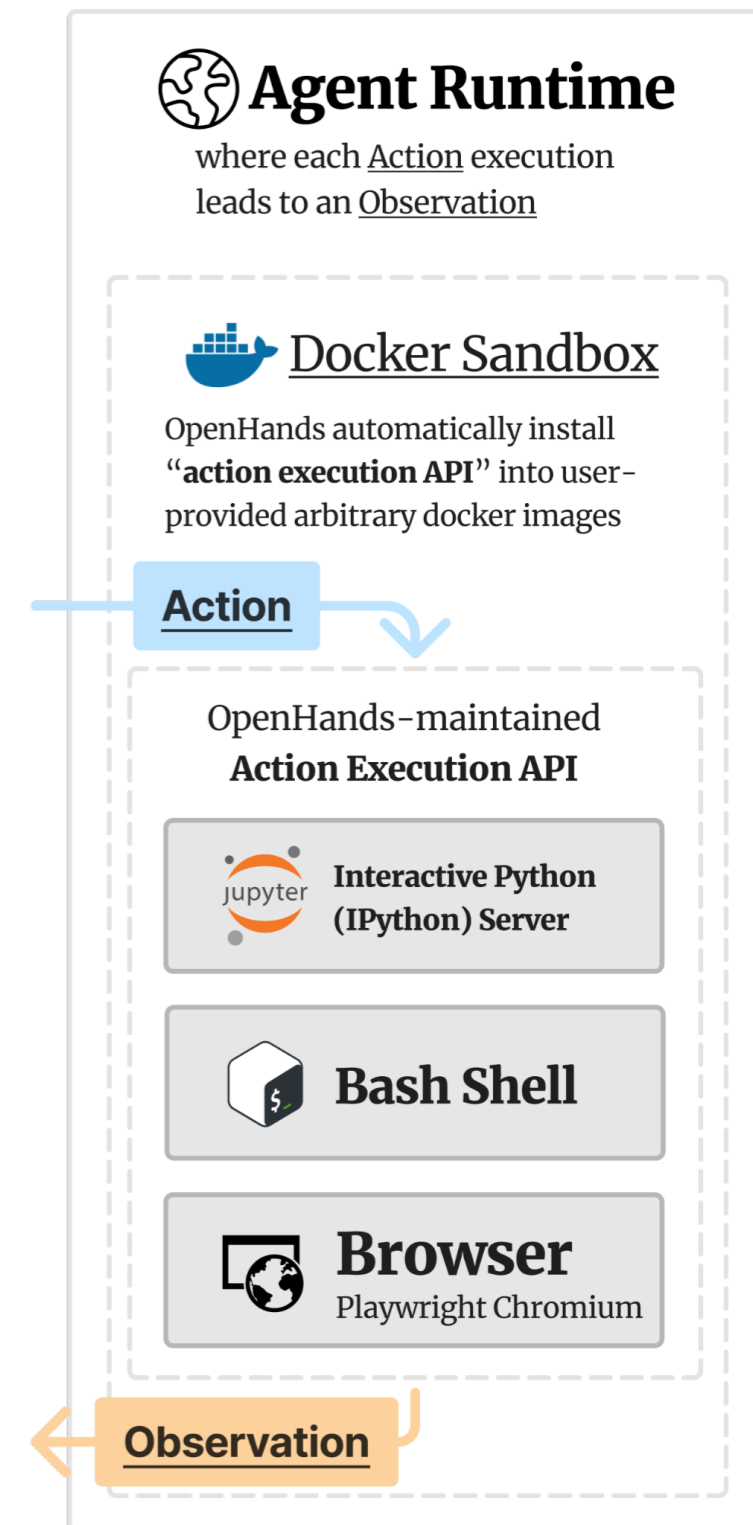 Agent Runtime
where each Action execution
leads to an Observation
Docker Sandbox
OpenHands automatically install
“action execution API” into user-
provided arbitrary docker images
Action
OpenHands-maintained
Action Execution API
jupyter
Interactive Python
(IPython) Server
$_
Bash Shell
Browser
Playwright Chromium
Observation